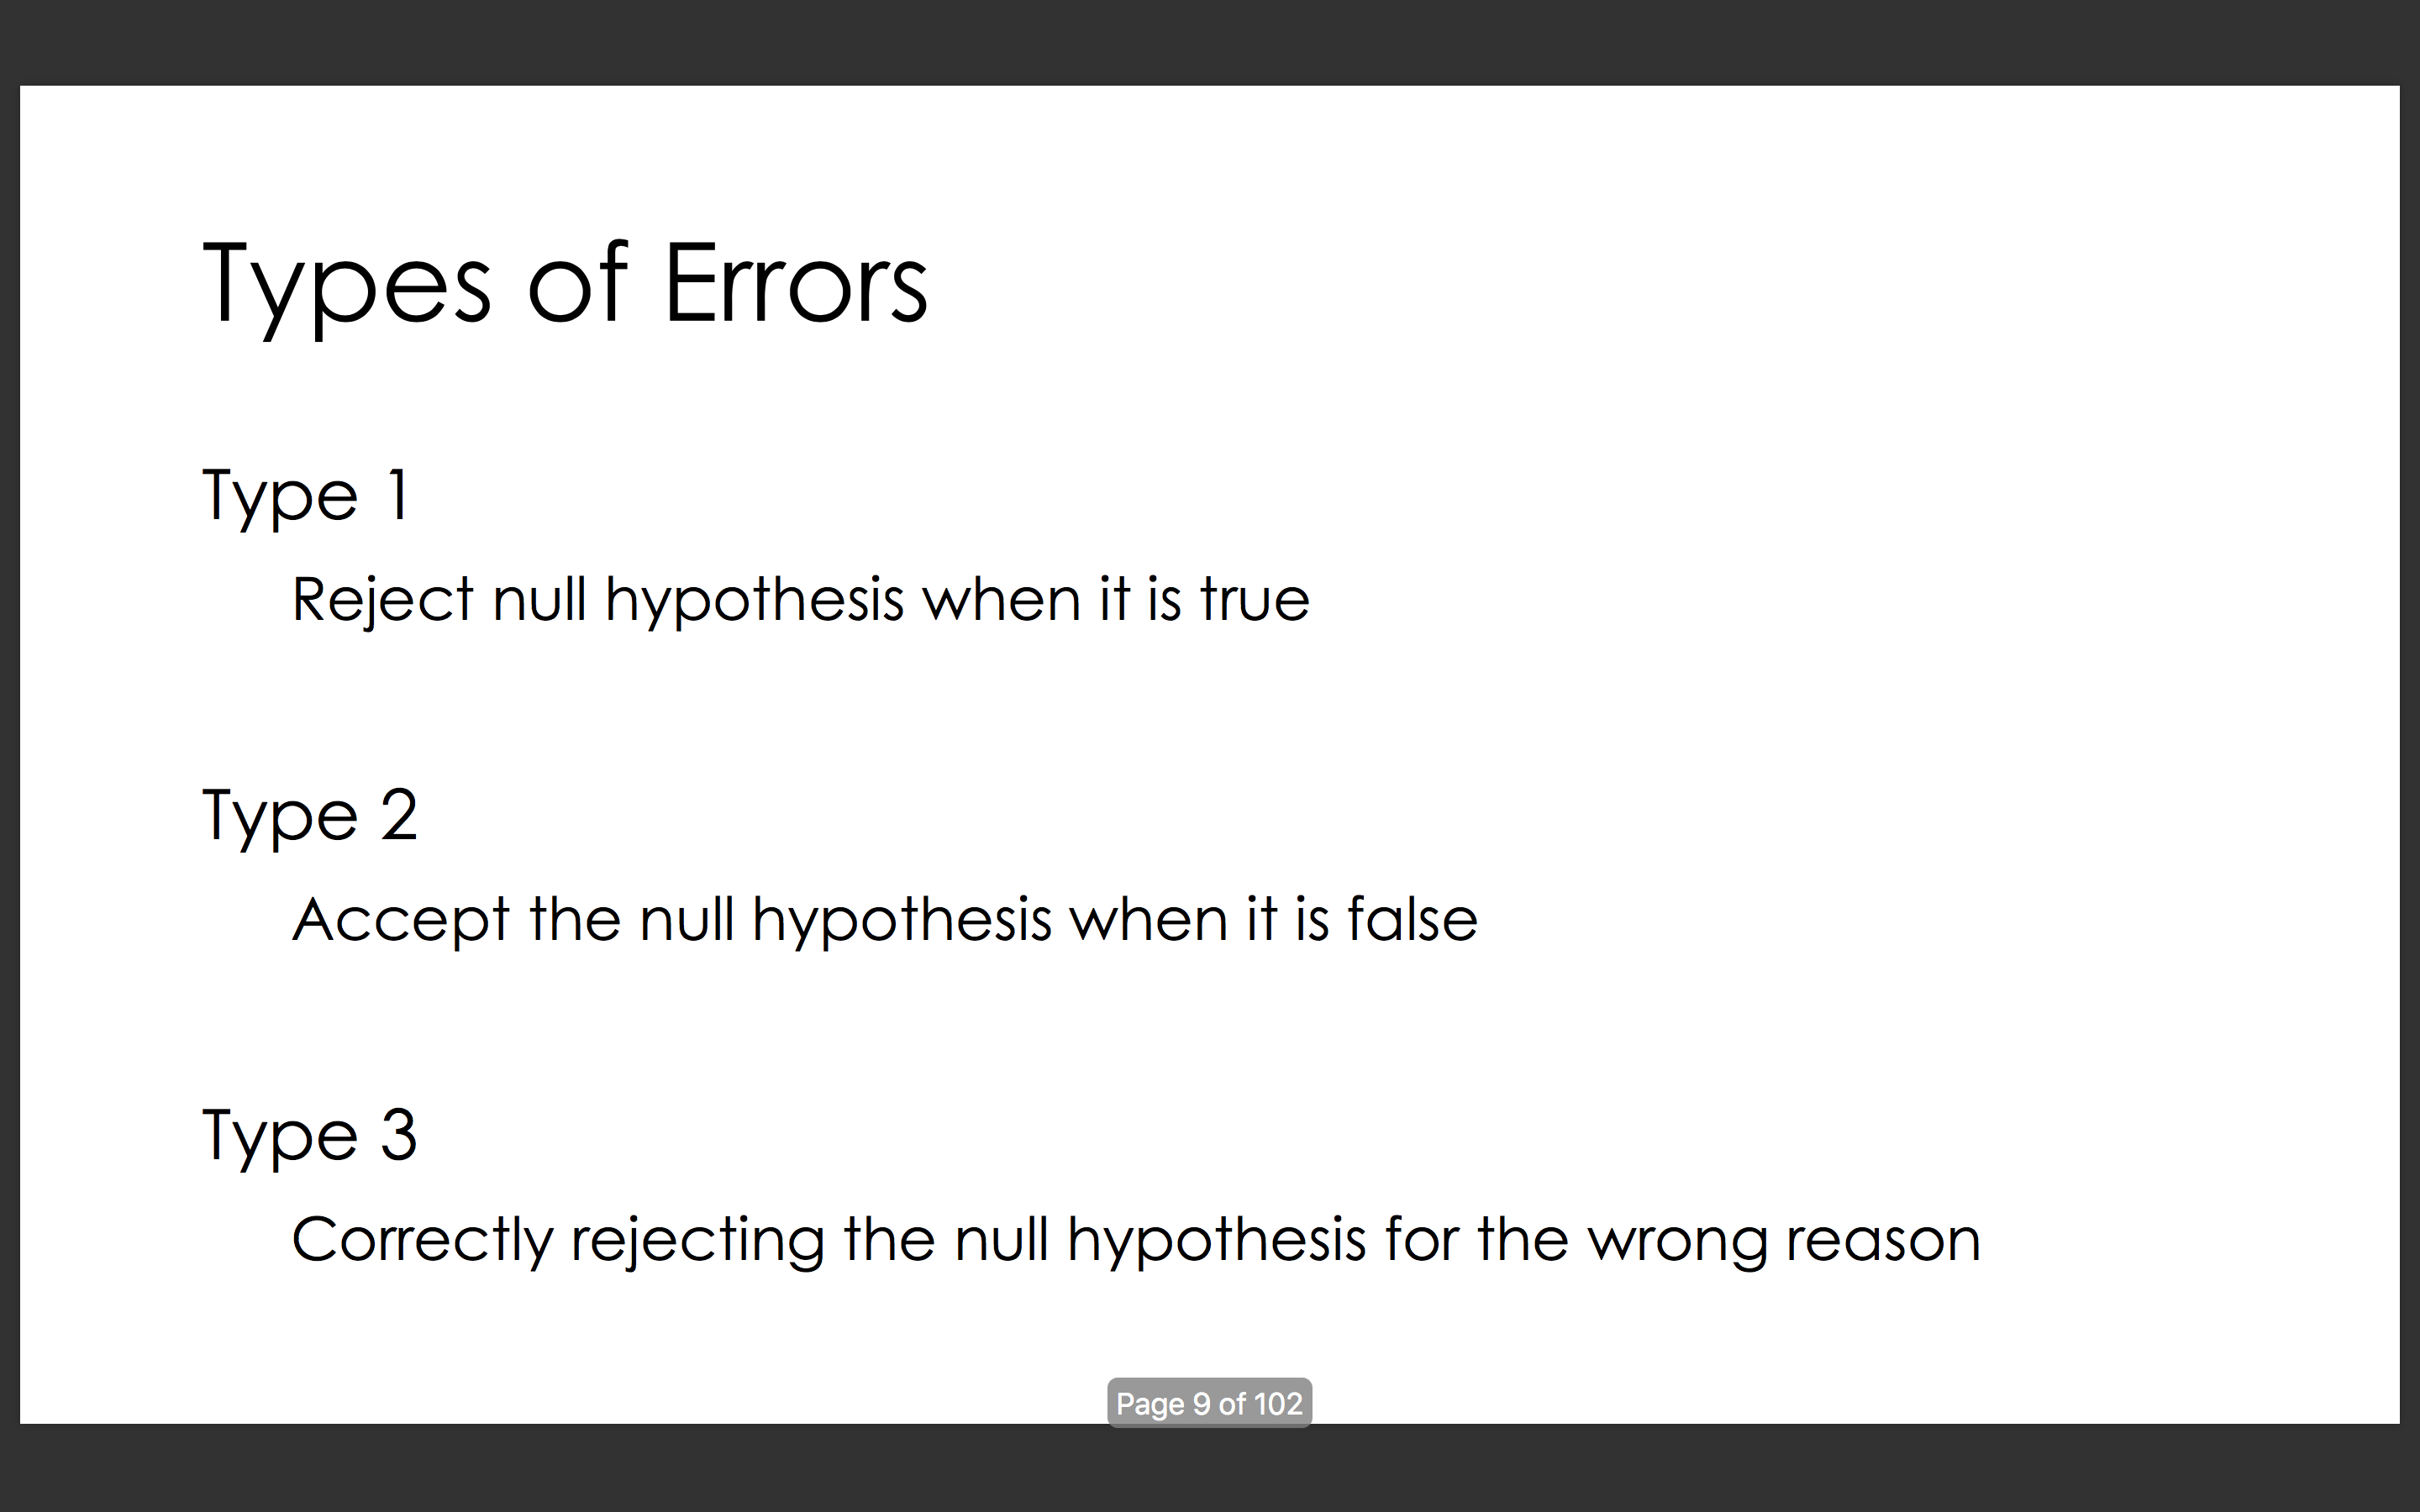 Types of Errors
Type 1
Reject null hypothesis when it is true
Type 2
Accept the null hypothesis when it is false
Type 3
Correctly rejecting the null hypothesis for the wrong reason
Page 9 of 102